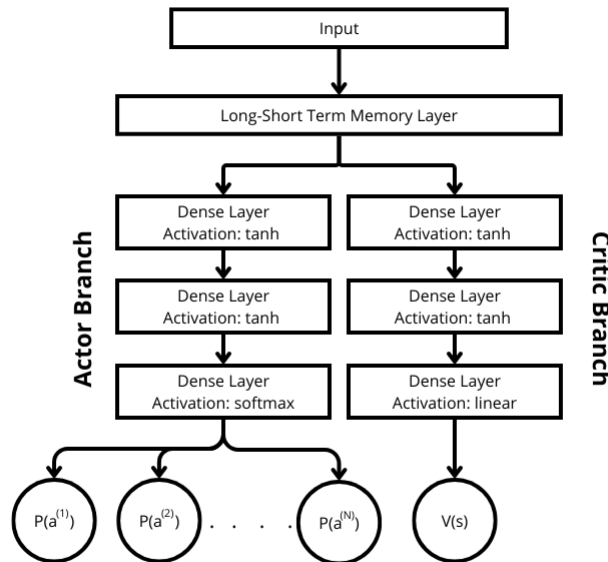 Input
Long-Short Term Memory Layer
Actor Branch
Dense Layer
Activation: tanh
Dense Layer
Activation: tanh
Dense Layer
Activation: softmax
Dense Layer
Activation: tanh
Dense Layer
Activation: tanh
Dense Layer
Activation: linear
Critic Branch
P(a⁽¹⁾)
P(a⁽²⁾)
. . . .
P(a⁽ᴺ⁾)
V(s)